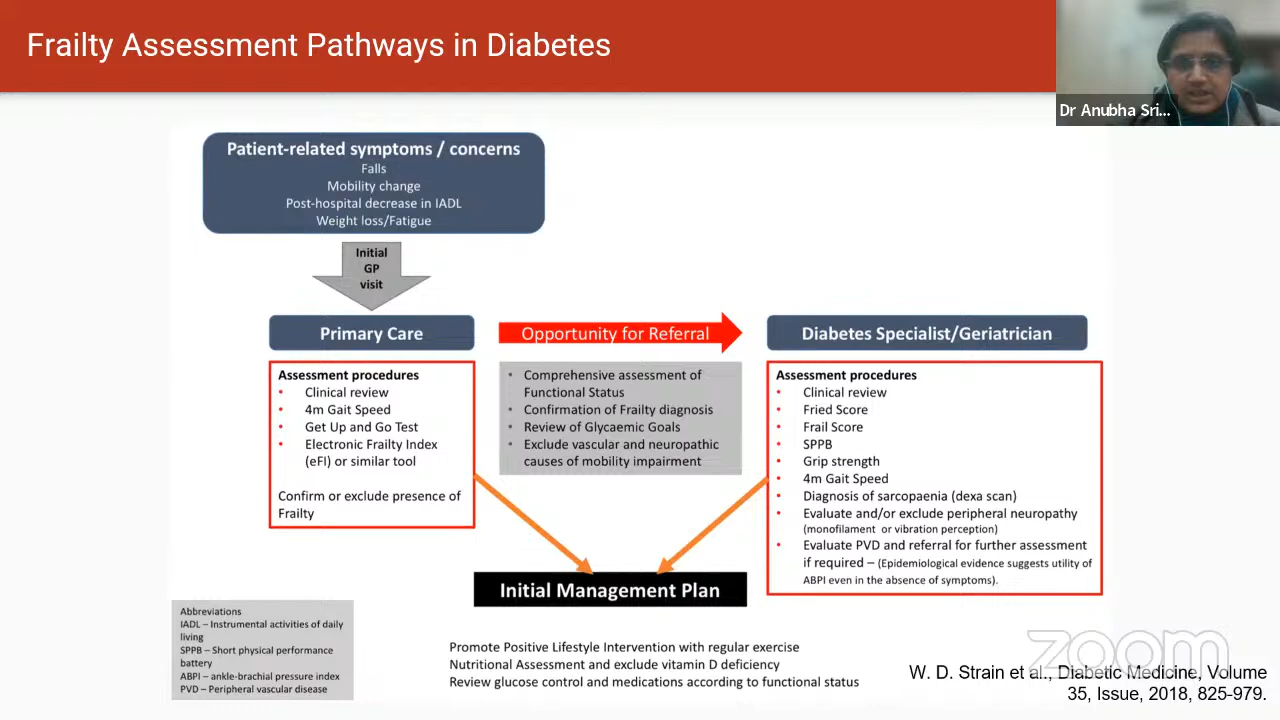 Frailty Assessment Pathways in Diabetes
Dr Anubha Sri...
Patient-related symptoms / concerns
Falls
Mobility change
Post-hospital decrease in IADL
Weight loss/Fatigue
Initial
GP
visit
Primary Care
Opportunity for Referral
Diabetes Specialist/Geriatrician
Assessment procedures
• Clinical review
• 4m Gait Speed
• Get Up and Go Test
• Electronic Frailty Index
(eFI) or similar tool
Confirm or exclude presence of
Frailty
• Comprehensive assessment of
Functional Status
• Confirmation of Frailty diagnosis
• Review of Glycaemic Goals
• Exclude vascular and neuropathic
causes of mobility impairment
Assessment procedures
• Clinical review
• Fried Score
• Frail Score
• SPPB
• Grip strength
• 4m Gait Speed
• Diagnosis of sarcopaenia (dexa scan)
• Evaluate and/or exclude peripheral neuropathy
(monofilament or vibration perception)
• Evaluate PVD and referral for further assessment
if required – (Epidemiological evidence suggests utility of
ABPI even in the absence of symptoms).
Initial Management Plan
Abbreviations
IADL – Instrumental activities of daily
living
SPPB – Short physical performance
battery
ABPI – ankle-brachial pressure index
PVD – Peripheral vascular disease
Promote Positive Lifestyle Intervention with regular exercise
Nutritional Assessment and exclude vitamin D deficiency
Review glucose control and medications according to functional status
zoom
W. D. Strain et al., Diabetic Medicine, Volume
35, Issue, 2018, 825-979.